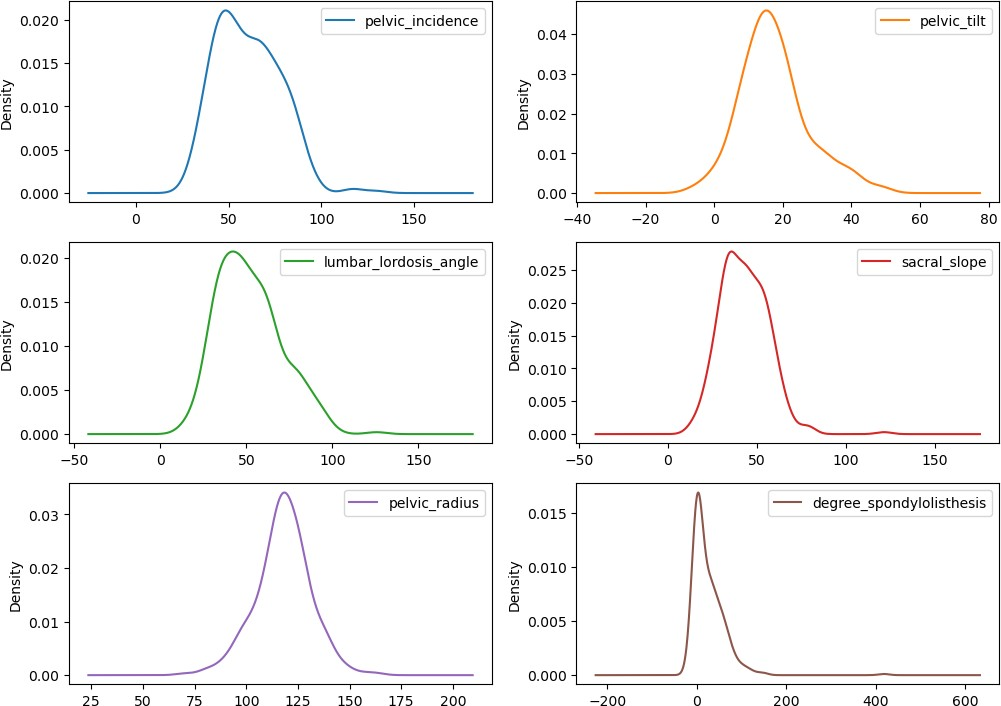 pelvic_incidence
Density
0.020
0.015
0.010
0.005
0.000
0 50 100 150
pelvic_tilt
Density
0.04
0.03
0.02
0.01
0.00
−40 −20 0 20 40 60 80
lumbar_lordosis_angle
Density
0.020
0.015
0.010
0.005
0.000
−50 0 50 100 150
sacral_slope
Density
0.025
0.020
0.015
0.010
0.005
0.000
−50 0 50 100 150
pelvic_radius
Density
0.03
0.02
0.01
0.00
25 50 75 100 125 150 175 200
degree_spondylolisthesis
Density
0.015
0.010
0.005
0.000
−200 0 200 400 600